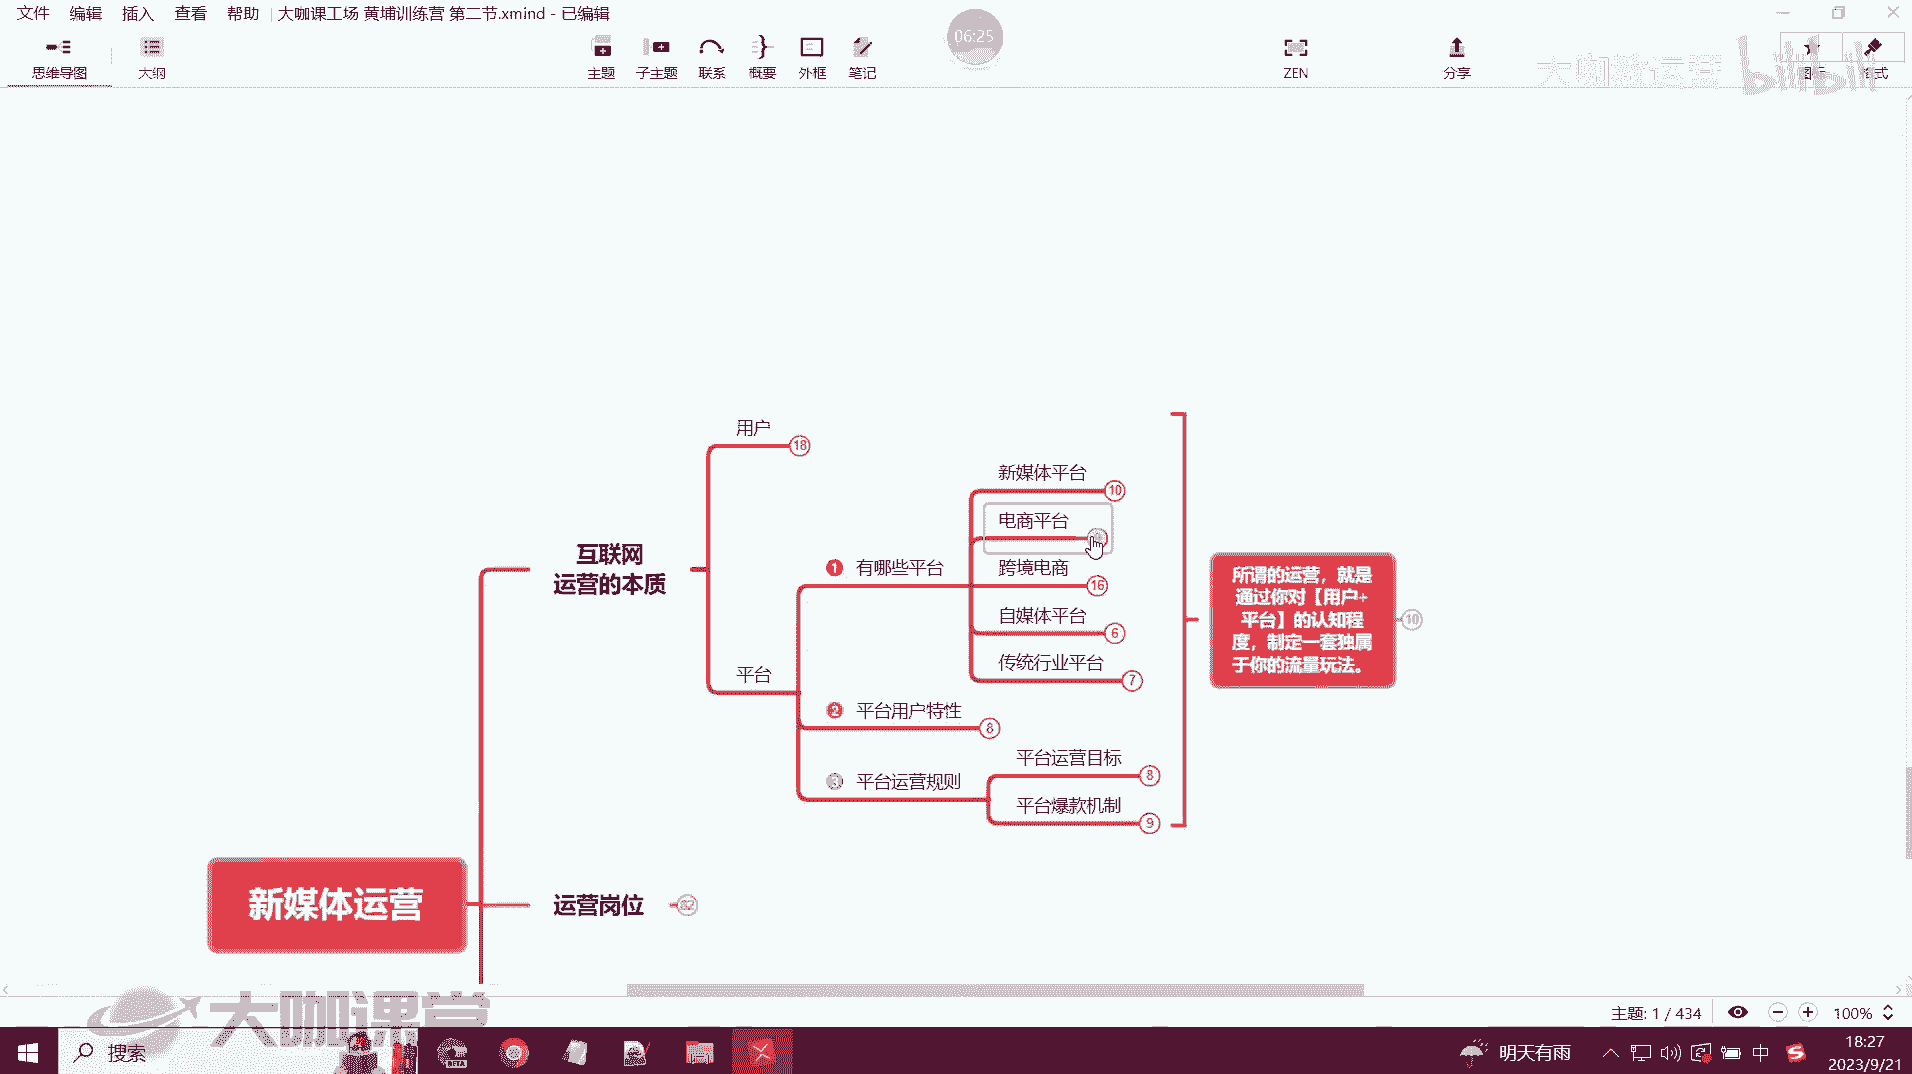 文件 编辑 插入 查看 帮助 大咖课工场 黄埔训练营 第二节.xmind - 已编辑
06:25
思维导图 大纲 主题 子主题 联系 概要 外框 笔记 ZEN 分享
大咖教运营 bilibili
用户 18
新媒体平台 10
电商平台
跨境电商 16
自媒体平台 6
传统行业平台 7
1 有哪些平台
互联网
运营的本质
平台
2 平台用户特性 8
3 平台运营规则
平台运营目标 8
平台爆款机制 9
所谓的运营,就是
通过你对【用户+
平台】的认知程
度,制定一套独属
于你的流量玩法。
10
新媒体运营
运营岗位
大咖课堂
主题: 1 / 434 100%
搜索
BETA
明天有雨
中
18:27
2023/9/21